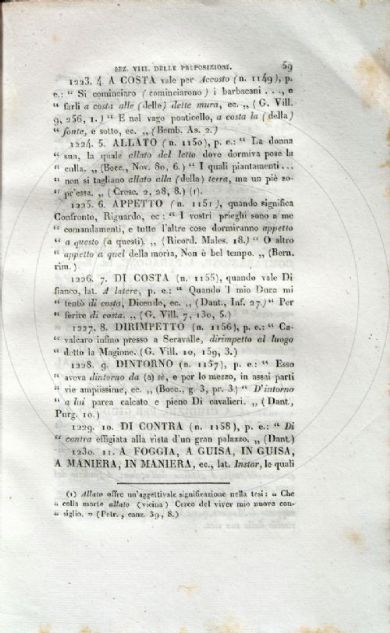 SEZ. VIII. DELLE PREPOSIZIONI. 59
1223. 4. A COSTA vale per Accosto (n. 1149), p.
e.: “ Si cominciaro ( cominciarono ) i barbacani . . . , e
“ farli a costa alle (delle) dette mura, ec. „ ( G. Vill.
9, 256, 1. ) “ E nel vago ponticello, a costa la (della)
“ fonte, e sotto, ec. „ (Bemb. As. 2.)
1224. 5. ALLATO ( n. 1150), p. e.: “ La donna
“ sua, la quale allato del letto dove dormiva pose la
“ culla. „ (Bocc., Nov. 80, 6. ) “ I quali piantamenti...
“ non si tagliano allato alla (della) terra, ma un piè so-
“ pr'essa. „ ( Cresc. 2, 28, 8.) (1).
1225. 6. APPETTO ( n. 1151), quando significa
Confronto, Riguardo, ec : “ I vostri prieghi sono a me
“ comandamenti, e tutte l'altre cose dormiranno appetto
“ a questo (a questi). „ (Ricord. Males. 18.) “ O altro
“ appetto a quel della morìa, Non è bel tempo. „ (Bern.
rim.)
1226. 7. DI COSTA (n. 1155), quando vale Di
fianco, lat. A latere, p. e.: “ Quando 'l mio Duca mi
“ tentò di costa, Dicendo, ec. „ (Dant., Inf. 27.) “ Per
“ ferire di costa. „ ( G. Vill. 7, 130, 5.)
1227. 8. DIRIMPETTO (n. 1156), p. e.: “ Ca-
“ valcaro infino presso a Seravalle, dirimpetto al luogo
“ detto la Magione. (G. Vill. 10, 159, 3.)
1228. 9. DINTORNO (n. 1157), p. e.: “ Esso
“ aveva dintorno da (a) sè, e per lo mezzo, in assai parti
“ vie ampissime, ec. „ (Bocc., g. 3, pr. 3.) “ D'intorno
“ a lui parea calcato e pieno Di cavalieri. „ (Dant.,
Purg. 10.)
1229. 10. DI CONTRA (n. 1158), p. e.: “ Di
“ contra effigiata alla vista d'un gran palazzo. „ (Dant.)
1230. 11. A FOGGIA, A GUISA, IN GUISA,
A MANIERA, IN MANIERA, ec., lat. Instar, le quali
(1) Allato offre un'aggettivale significazione nella tesi: „ Che
“ colla morte allato (vicina) Cerco del viver mio nuovo con-
“ siglio. „ (Petr., canz. 39, 8.)